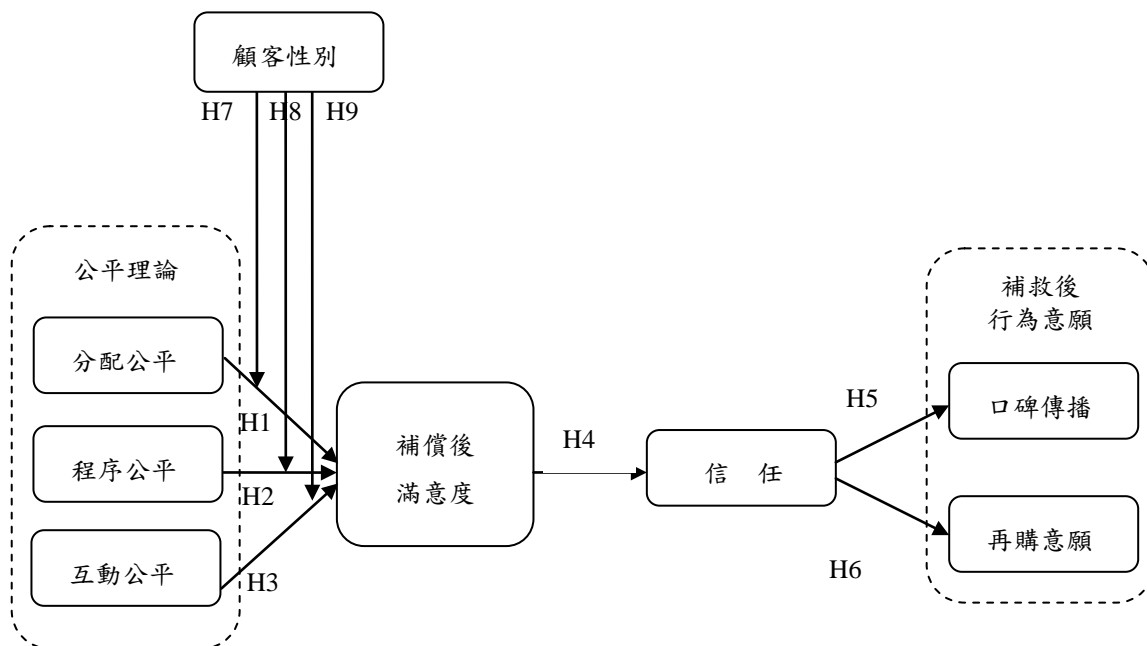 顧客性別
H7 H8 H9
公平理論
分配公平
H1
程序公平
H2
互動公平
H3
補償後
滿意度
H4
信 任
H5
H6
補救後
行為意願
口碑傳播
再購意願